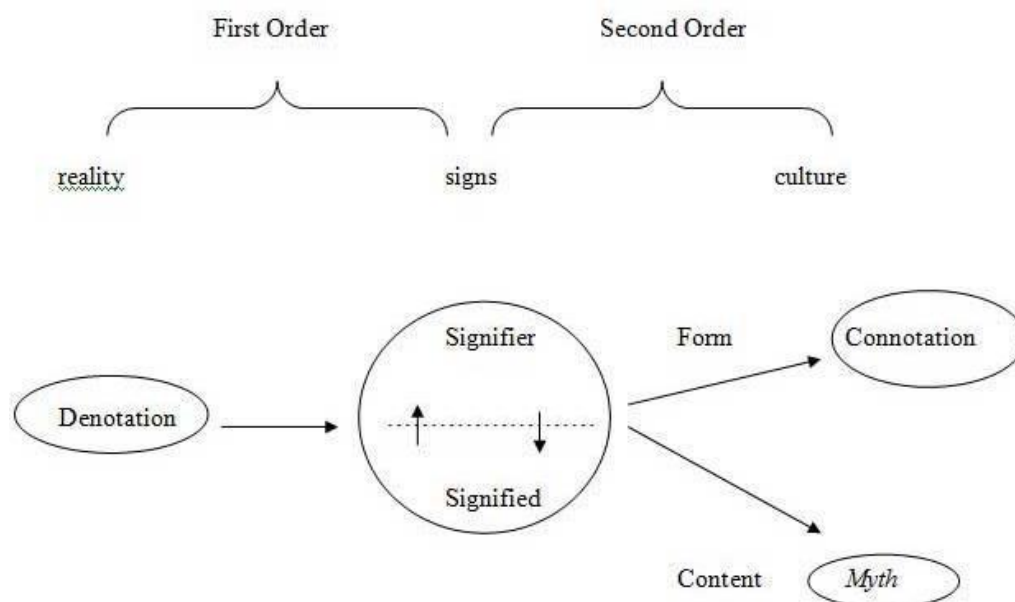 First Order
Second Order
reality
signs
culture
Signifier
Form
Connotation
Denotation
Signified
Content
Myth